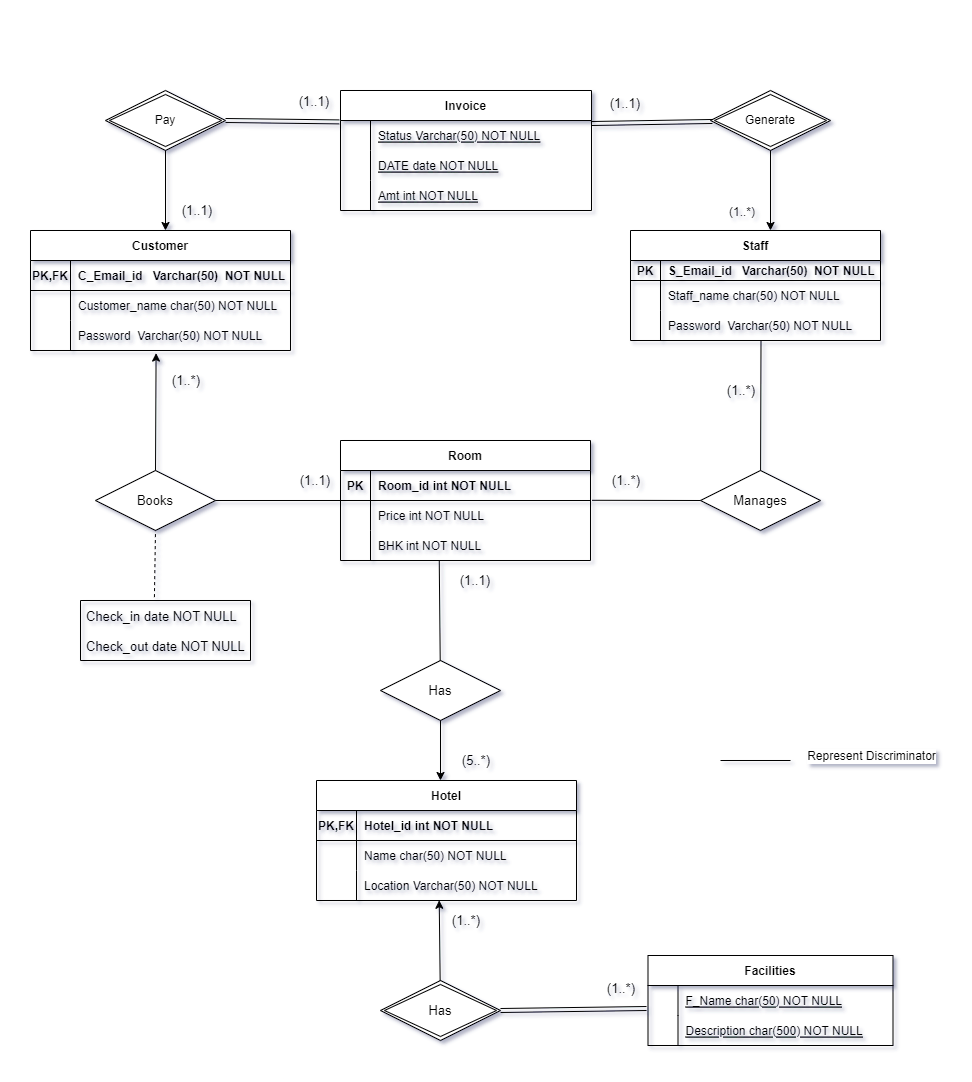 (1..1)
Invoice
(1..1)
Pay
Generate
Status Varchar(50) NOT NULL
DATE date NOT NULL
Amt int NOT NULL
(1..1)
(1..*)
Customer
Staff
PK,FK C_Email_id Varchar(50) NOT NULL
PK S_Email_id Varchar(50) NOT NULL
Customer_name char(50) NOT NULL
Staff_name char(50) NOT NULL
Password Varchar(50) NOT NULL
Password Varchar(50) NOT NULL
(1..*)
(1..*)
Room
(1..1)
PK Room_id int NOT NULL
(1..*)
Books
Manages
Price int NOT NULL
BHK int NOT NULL
(1..1)
Check_in date NOT NULL
Check_out date NOT NULL
Has
(5..*)
Represent Discriminator
Hotel
PK,FK Hotel_id int NOT NULL
Name char(50) NOT NULL
Location Varchar(50) NOT NULL
(1..*)
Facilities
(1..*)
Has
F_Name char(50) NOT NULL
Description char(500) NOT NULL